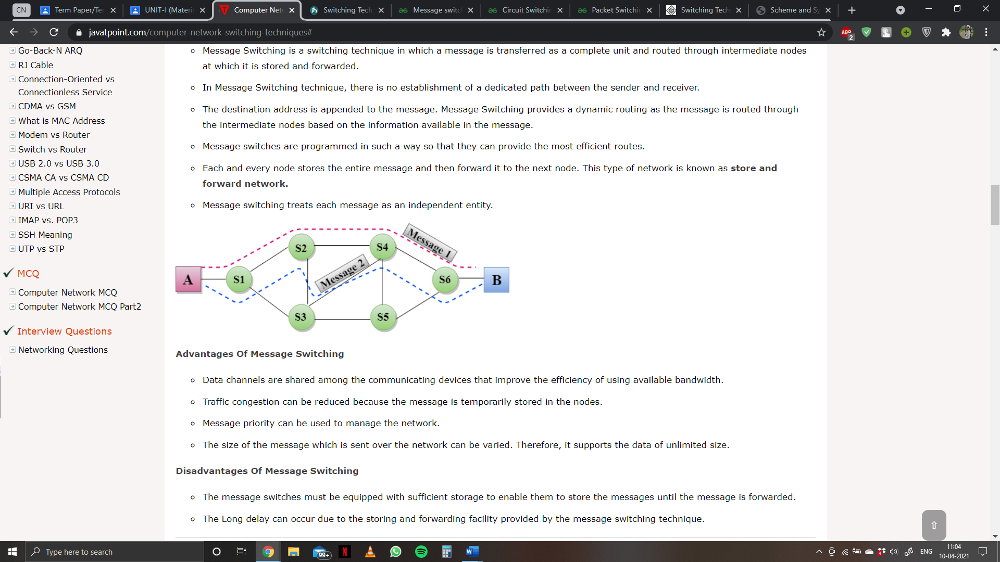 CN
Term Paper/Te
UNIT-I (Materi
Computer Net
Switching Tech
Message switc
Circuit Switchin
Packet Switchi
Switching Tech
Scheme and Sy
javatpoint.com/computer-network-switching-techniques#
ABP
2
Go-Back-N ARQ
RJ Cable
Connection-Oriented vs
Connectionless Service
CDMA vs GSM
What is MAC Address
Modem vs Router
Switch vs Router
USB 2.0 vs USB 3.0
CSMA CA vs CSMA CD
Multiple Access Protocols
URI vs URL
IMAP vs. POP3
SSH Meaning
UTP vs STP
MCQ
Computer Network MCQ
Computer Network MCQ Part2
Interview Questions
Networking Questions
Message Switching is a switching technique in which a message is transferred as a complete unit and routed through intermediate nodes
at which it is stored and forwarded.
In Message Switching technique, there is no establishment of a dedicated path between the sender and receiver.
The destination address is appended to the message. Message Switching provides a dynamic routing as the message is routed through
the intermediate nodes based on the information available in the message.
Message switches are programmed in such a way so that they can provide the most efficient routes.
Each and every node stores the entire message and then forward it to the next node. This type of network is known as store and
forward network.
Message switching treats each message as an independent entity.
Message 1
S2
S4
Message 2
A
S1
S6
B
S3
S5
Advantages Of Message Switching
Data channels are shared among the communicating devices that improve the efficiency of using available bandwidth.
Traffic congestion can be reduced because the message is temporarily stored in the nodes.
Message priority can be used to manage the network.
The size of the message which is sent over the network can be varied. Therefore, it supports the data of unlimited size.
Disadvantages Of Message Switching
The message switches must be equipped with sufficient storage to enable them to store the messages until the message is forwarded.
The Long delay can occur due to the storing and forwarding facility provided by the message switching technique.
Type here to search
99+
N
W
ENG
11:04
10-04-2021